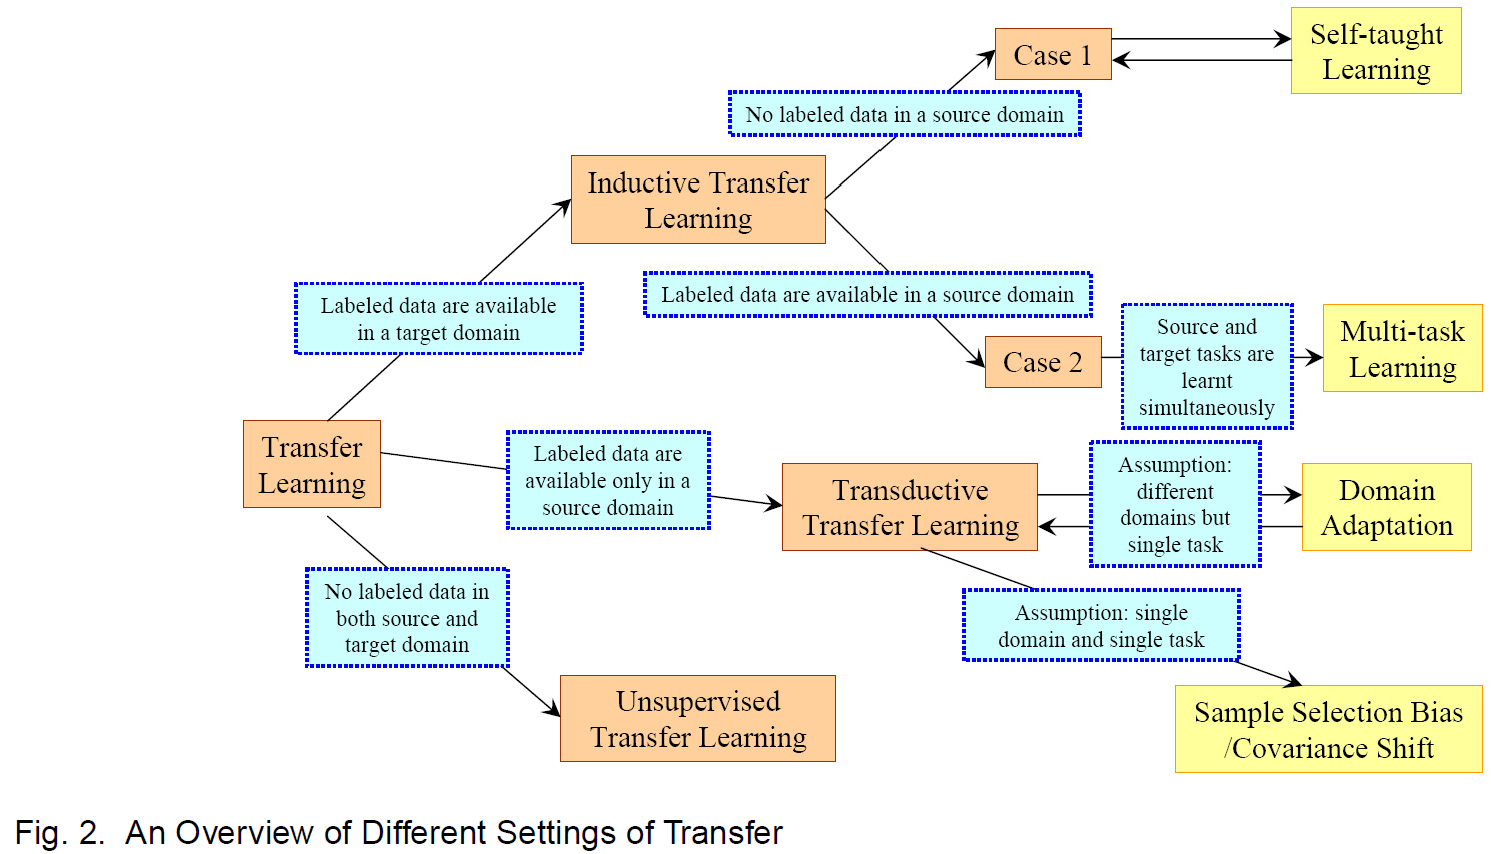 Case 1
Self-taught
Learning
No labeled data in a source domain
Inductive Transfer
Learning
Labeled data are available
in a target domain
Labeled data are available in a source domain
Case 2
Source and
target tasks are
learnt
simultaneously
Multi-task
Learning
Transfer
Learning
Labeled data are
available only in a
source domain
Transductive
Transfer Learning
Assumption:
different
domains but
single task
Domain
Adaptation
No labeled data in
both source and
target domain
Assumption: single
domain and single task
Unsupervised
Transfer Learning
Sample Selection Bias
/Covariance Shift
Fig. 2. An Overview of Different Settings of Transfer